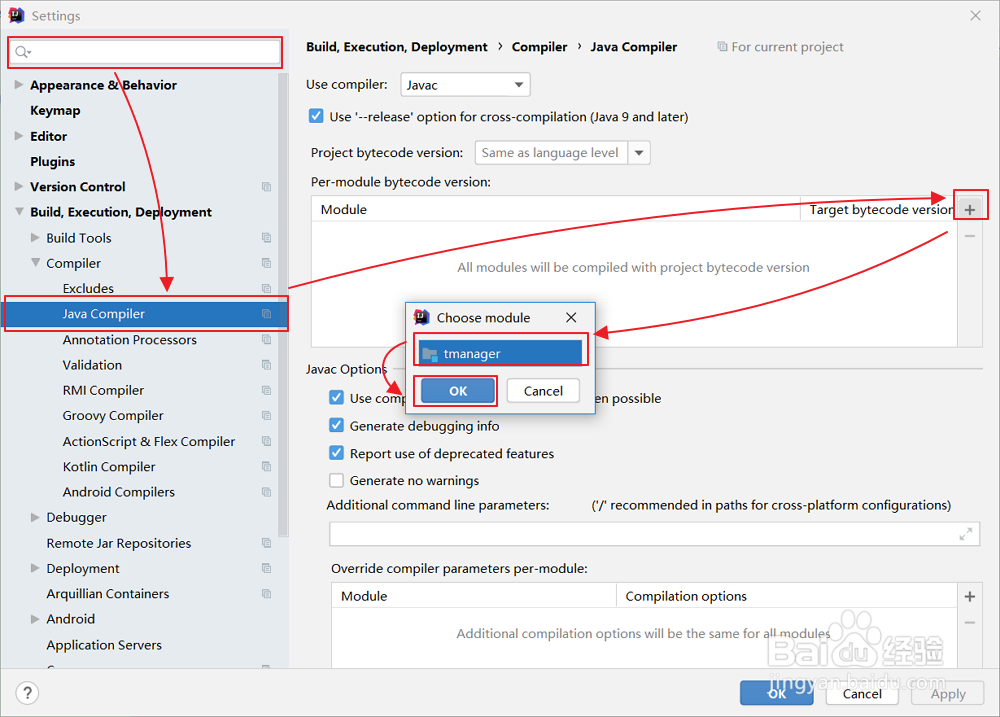 Settings
Appearance & Behavior
Keymap
Editor
Plugins
Version Control
Build, Execution, Deployment
Build Tools
Compiler
Excludes
Java Compiler
Annotation Processors
Validation
RMI Compiler
Groovy Compiler
ActionScript & Flex Compiler
Kotlin Compiler
Android Compilers
Debugger
Remote Jar Repositories
Deployment
Arquillian Containers
Android
Application Servers
Build, Execution, Deployment › Compiler › Java Compiler For current project
Use compiler: Javac
Use '--release' option for cross-compilation (Java 9 and later)
Project bytecode version: Same as language level
Per-module bytecode version:
Module Target bytecode version
All modules will be compiled with project bytecode version
Choose module
tmanager
OK Cancel
Javac Options
Use comp en possible
Generate debugging info
Report use of deprecated features
Generate no warnings
Additional command line parameters: ('/' recommended in paths for cross-platform configurations)
Override compiler parameters per-module:
Module Compilation options
Additional compilation options will be the same for all modules
Baidu 经验
jingyan.baidu.com
? OK Cancel Apply